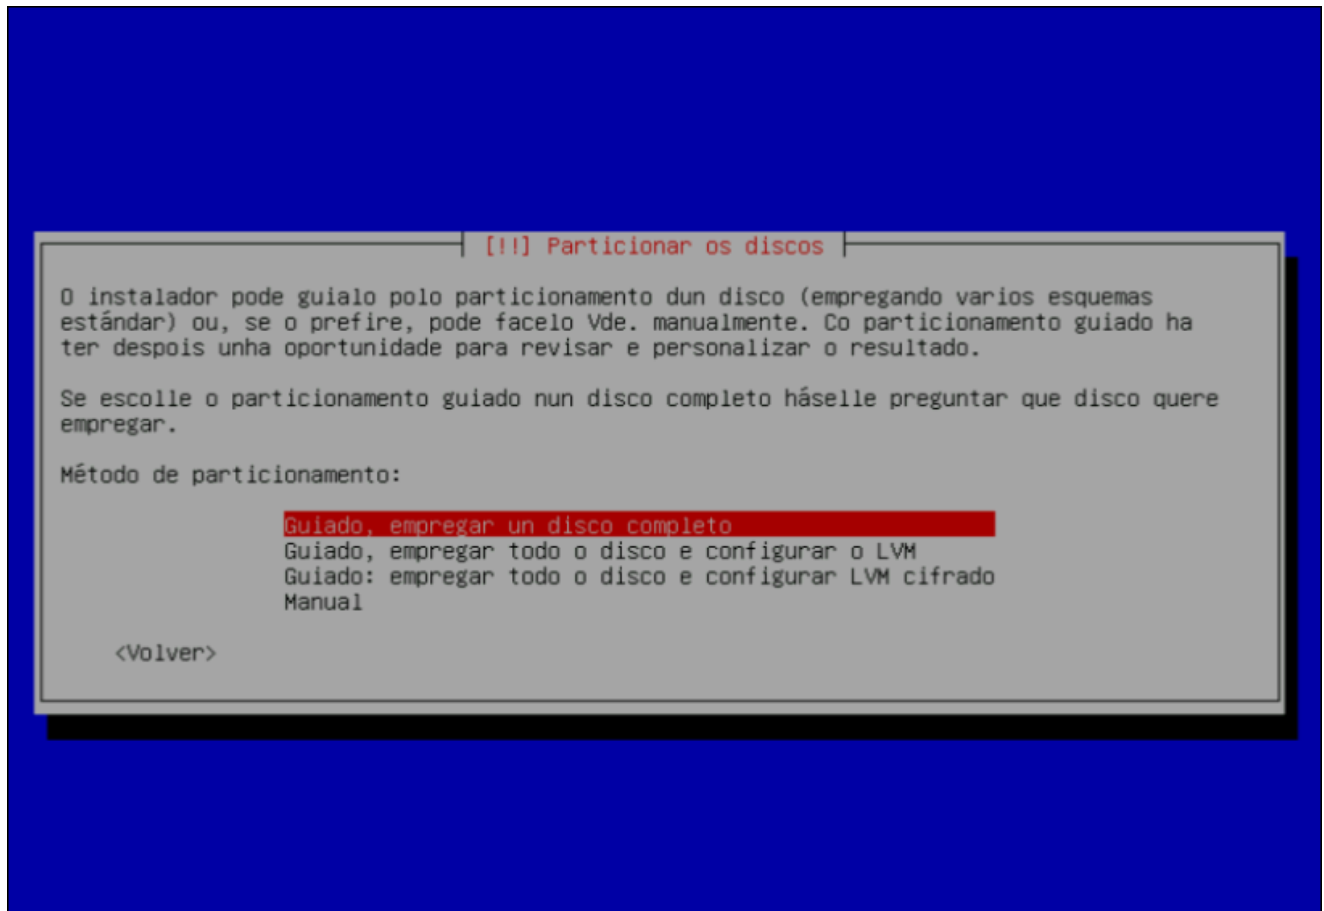 [!!] Particionar os discos
O instalador pode guialo polo particionamento dun disco (empregando varios esquemas
estándar) ou, se o prefire, pode facelo Vde. manualmente. Co particionamento guiado ha
ter despois unha oportunidade para revisar e personalizar o resultado.
Se escolle o particionamento guiado nun disco completo háselle preguntar que disco quere
empregar.
Método de particionamento:
Guiado, empregar un disco completo
Guiado, empregar todo o disco e configurar o LVM
Guiado: empregar todo o disco e configurar LVM cifrado
Manual
<Volver>